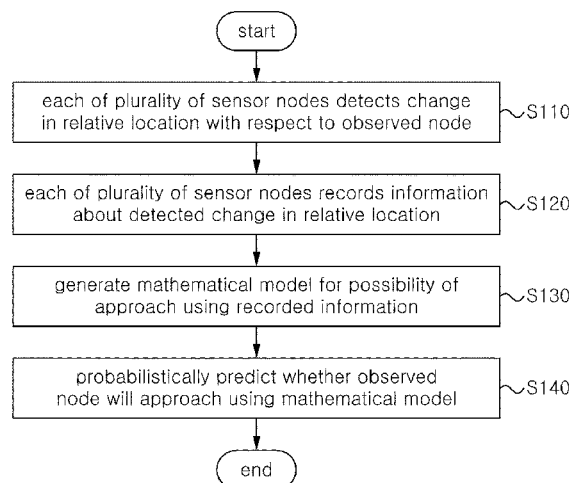 start
each of plurality of sensor nodes detects change
in relative location with respect to observed node
S110
each of plurality of sensor nodes records information
about detected change in relative location
S120
generate mathematical model for possibility of
approach using recorded information
S130
probabilistically predict whether observed
node will approach using mathematical model
S140
end